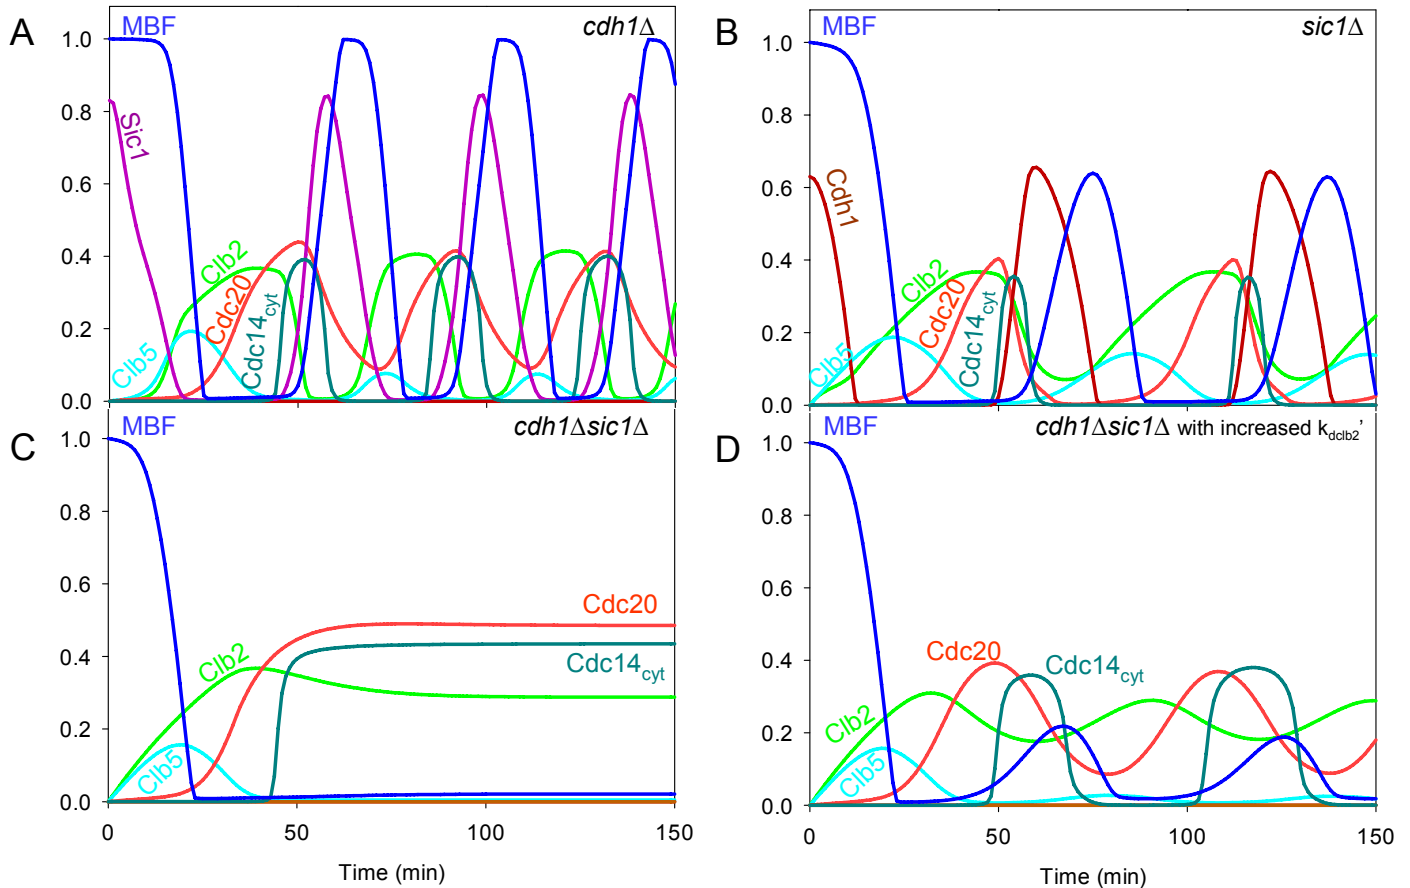 A
MBF
cdh1Δ
1.0
0.8
0.6
0.4
0.2
0.0
Sic1
Clb2
Cdc20
Clb5
Cdc14cyt
B
MBF
sic1Δ
1.0
0.8
0.6
0.4
0.2
0.0
Cdh1
Clb2
Cdc20
Clb5
Cdc14cyt
C
MBF
cdh1Δsic1Δ
1.0
0.8
0.6
0.4
0.2
0.0
Cdc20
Cdc14cyt
Clb2
Clb5
0 50 100 150
Time (min)
D
MBF
cdh1Δsic1Δ with increased kdclb2'
1.0
0.8
0.6
0.4
0.2
0.0
Cdc20
Cdc14cyt
Clb2
Clb5
0 50 100 150
Time (min)